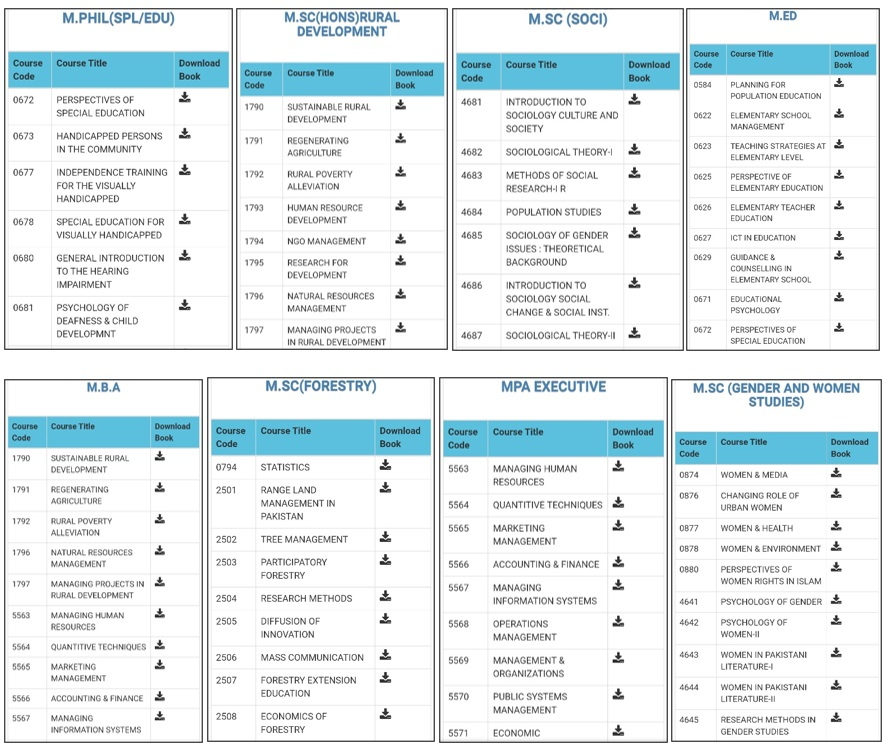 M.PHIL(SPL/EDU)
Course Code
Course Title
Download Book
0672
PERSPECTIVES OF
SPECIAL EDUCATION
0673
HANDICAPPED PERSONS
IN THE COMMUNITY
0677
INDEPENDENCE TRAINING
FOR THE VISUALLY
HANDICAPPED
0678
SPECIAL EDUCATION FOR
VISUALLY HANDICAPPED
0680
GENERAL INTRODUCTION
TO THE HEARING
IMPAIRMENT
0681
PSYCHOLOGY OF
DEAFNESS & CHILD
DEVELOPMNT
M.SC(HONS)RURAL
DEVELOPMENT
Course Code
Course Title
Download Book
1790
SUSTAINABLE RURAL
DEVELOPMENT
1791
REGENERATING
AGRICULTURE
1792
RURAL POVERTY
ALLEVIATION
1793
HUMAN RESOURCE
DEVELOPMENT
1794
NGO MANAGEMENT
1795
RESEARCH FOR
DEVELOPMENT
1796
NATURAL RESOURCES
MANAGEMENT
1797
MANAGING PROJECTS
IN RURAL DEVELOPMENT
M.SC (SOCI)
Course Code
Course Title
Download Book
4681
INTRODUCTION TO
SOCIOLOGY CULTURE AND
SOCIETY
4682
SOCIOLOGICAL THEORY-I
4683
METHODS OF SOCIAL
RESEARCH-I R
4684
POPULATION STUDIES
4685
SOCIOLOGY OF GENDER
ISSUES : THEORETICAL
BACKGROUND
4686
INTRODUCTION TO
SOCIOLOGY SOCIAL
CHANGE & SOCIAL INST.
4687
SOCIOLOGICAL THEORY-II
M.ED
Course Code
Course Title
Download Book
0584
PLANNING FOR
POPULATION EDUCATION
0622
ELEMENTARY SCHOOL
MANAGEMENT
0623
TEACHING STRATEGIES AT
ELEMENTARY LEVEL
0625
PERSPECTIVE OF
ELEMENTARY EDUCATION
0626
ELEMENTARY TEACHER
EDUCATION
0627
ICT IN EDUCATION
0629
GUIDANCE &
COUNSELLING IN
ELEMENTARY SCHOOL
0671
EDUCATIONAL
PSYCHOLOGY
0672
PERSPECTIVES OF
SPECIAL EDUCATION
M.B.A
Course Code
Course Title
Download Book
1790
SUSTAINABLE RURAL
DEVELOPMENT
1791
REGENERATING
AGRICULTURE
1792
RURAL POVERTY
ALLEVIATION
1796
NATURAL RESOURCES
MANAGEMENT
1797
MANAGING PROJECTS IN
RURAL DEVELOPMENT
5563
MANAGING HUMAN
RESOURCES
5564
QUANTITIVE TECHNIQUES
5565
MARKETING
MANAGEMENT
5566
ACCOUNTING & FINANCE
5567
MANAGING
INFORMATION SYSTEMS
M.SC(FORESTRY)
Course Code
Course Title
Download Book
0794
STATISTICS
2501
RANGE LAND
MANAGEMENT IN
PAKISTAN
2502
TREE MANAGEMENT
2503
PARTICIPATORY
FORESTRY
2504
RESEARCH METHODS
2505
DIFFUSION OF
INNOVATION
2506
MASS COMMUNICATION
2507
FORESTRY EXTENSION
EDUCATION
2508
ECONOMICS OF
FORESTRY
MPA EXECUTIVE
Course Code
Course Title
Download Book
5563
MANAGING HUMAN
RESOURCES
5564
QUANTITIVE TECHNIQUES
5565
MARKETING
MANAGEMENT
5566
ACCOUNTING & FINANCE
5567
MANAGING
INFORMATION SYSTEMS
5568
OPERATIONS
MANAGEMENT
5569
MANAGEMENT &
ORGANIZATIONS
5570
PUBLIC SYSTEMS
MANAGEMENT
5571
ECONOMIC
M.SC (GENDER AND WOMEN
STUDIES)
Course Code
Course Title
Download Book
0874
WOMEN & MEDIA
0876
CHANGING ROLE OF
URBAN WOMEN
0877
WOMEN & HEALTH
0878
WOMEN & ENVIRONMENT
0880
PERSPECTIVES OF
WOMEN RIGHTS IN ISLAM
4641
PSYCHOLOGY OF GENDER
4642
PSYCHOLOGY OF
WOMEN-II
4643
WOMEN IN PAKISTANI
LITERATURE-I
4644
WOMEN IN PAKISTANI
LITERATURE-II
4645
RESEARCH METHODS IN
GENDER STUDIES